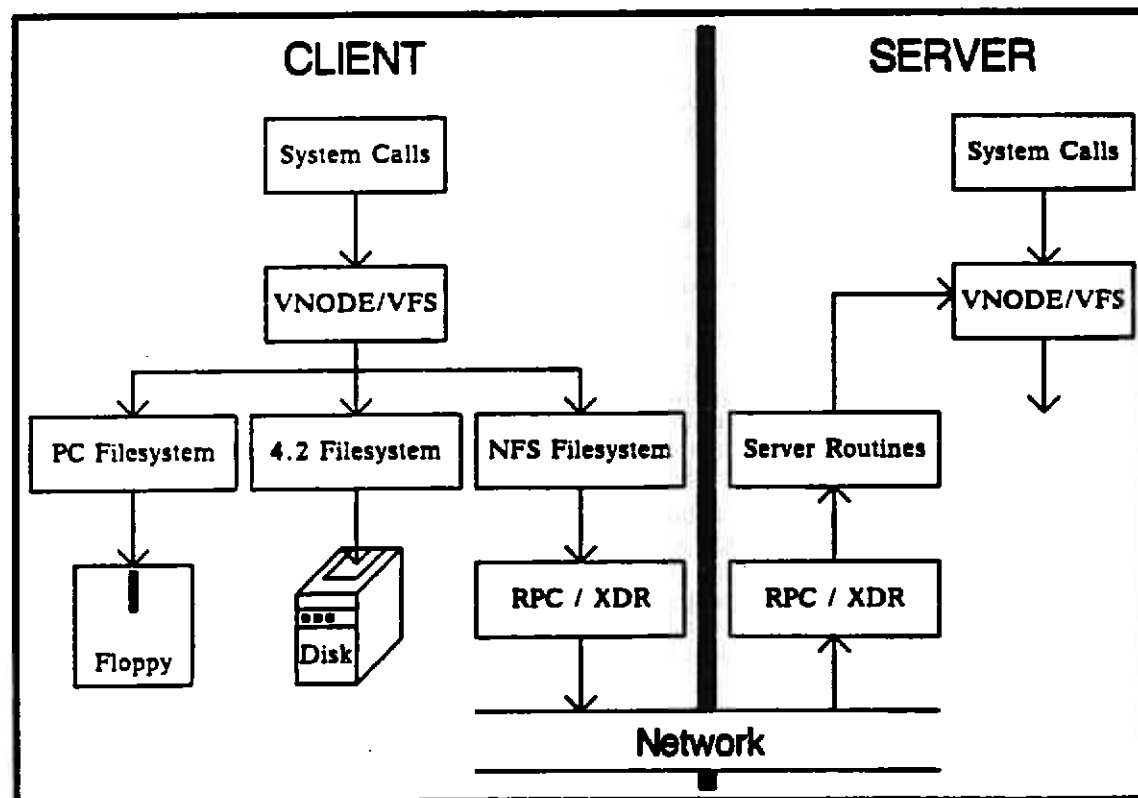 CLIENT
SERVER
System Calls
System Calls
VNODE/VFS
VNODE/VFS
PC Filesystem
4.2 Filesystem
NFS Filesystem
Server Routines
RPC / XDR
RPC / XDR
Floppy
Disk
Network